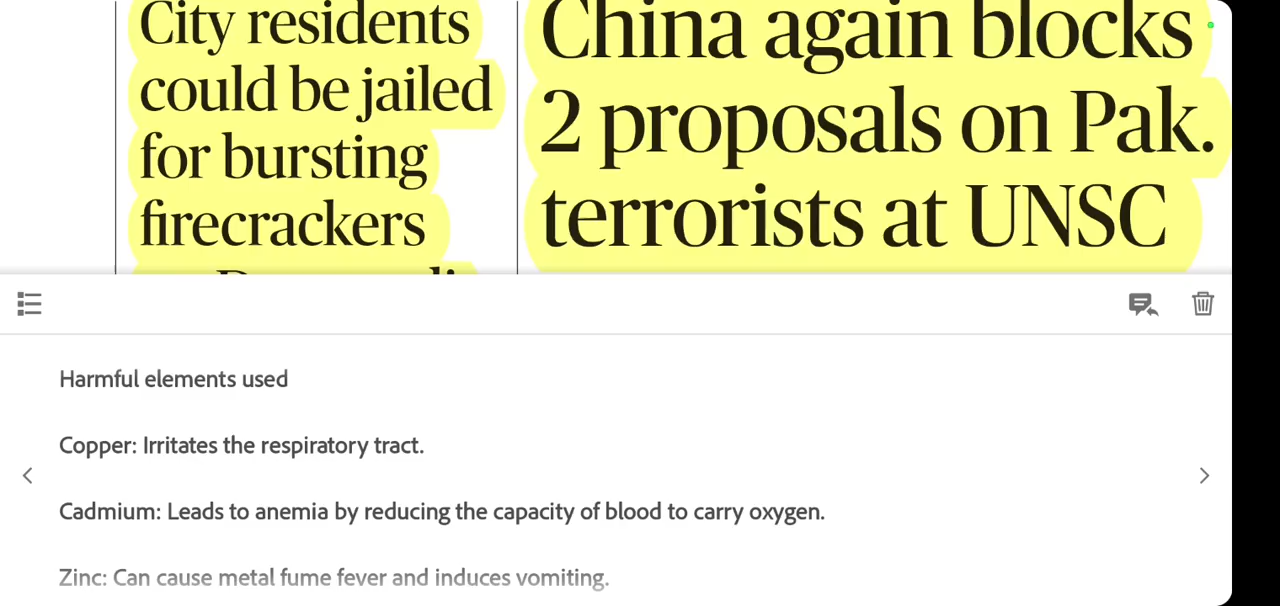 City residents
could be jailed
for bursting
firecrackers
China again blocks
2 proposals on Pak.
terrorists at UNSC
Harmful elements used
Copper: Irritates the respiratory tract.
Cadmium: Leads to anemia by reducing the capacity of blood to carry oxygen.
Zinc: Can cause metal fume fever and induces vomiting.